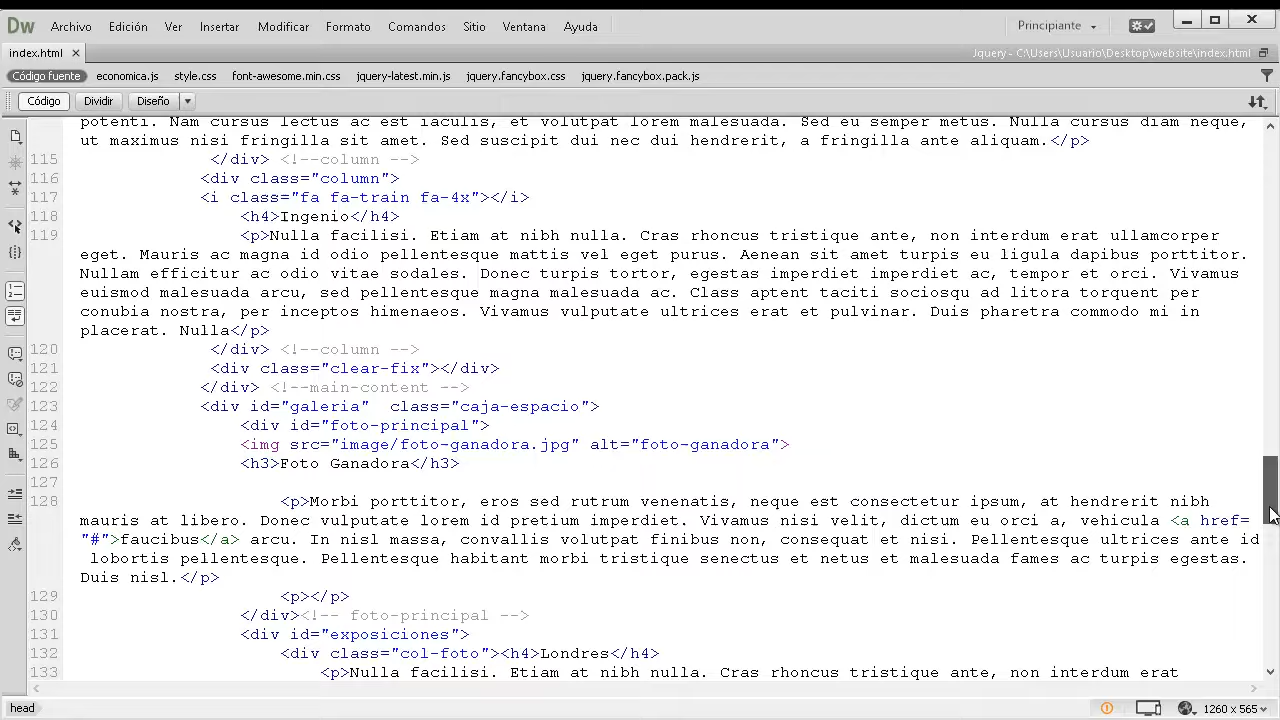 Dw Archivo Edición Ver Insertar Modificar Formato Comandos Sitio Ventana Ayuda Principiante
index.html Jquery - C:\Users\Usuario\Desktop\website\index.html
Código fuente economica.js style.css font-awesome.min.css jquery-latest.min.js jquery.fancybox.css jquery.fancybox.pack.js
Código Dividir Diseño
potenti. Nam cursus lectus ac est iaculis, et volutpat lorem malesuada. Sed eu semper metus. Nulla cursus diam neque,
ut maximus nisi fringilla sit amet. Sed suscipit dui nec dui hendrerit, a fringilla ante aliquam.</p>
115 </div> <!--column -->
116 <div class="column">
117 <i class="fa fa-train fa-4x"></i>
118 <h4>Ingenio</h4>
119 <p>Nulla facilisi. Etiam at nibh nulla. Cras rhoncus tristique ante, non interdum erat ullamcorper
eget. Mauris ac magna id odio pellentesque mattis vel eget purus. Aenean sit amet turpis eu ligula dapibus porttitor.
Nullam efficitur ac odio vitae sodales. Donec turpis tortor, egestas imperdiet imperdiet ac, tempor et orci. Vivamus
euismod malesuada arcu, sed pellentesque magna malesuada ac. Class aptent taciti sociosqu ad litora torquent per
conubia nostra, per inceptos himenaeos. Vivamus vulputate ultrices erat et pulvinar. Duis pharetra commodo mi in
placerat. Nulla</p>
120 </div> <!--column -->
121 <div class="clear-fix"></div>
122 </div> <!--main-content -->
123 <div id="galeria"  class="caja-espacio">
124 <div id="foto-principal">
125 <img src="image/foto-ganadora.jpg" alt="foto-ganadora">
126 <h3>Foto Ganadora</h3>
127
128 <p>Morbi porttitor, eros sed rutrum venenatis, neque est consectetur ipsum, at hendrerit nibh
mauris at libero. Donec vulputate lorem id pretium imperdiet. Vivamus nisi velit, dictum eu orci a, vehicula <a href=
"#">faucibus</a> arcu. In nisl massa, convallis volutpat finibus non, consequat et nisi. Pellentesque ultrices ante id
lobortis pellentesque. Pellentesque habitant morbi tristique senectus et netus et malesuada fames ac turpis egestas.
Duis nisl.</p>
129 <p></p>
130 </div><!-- foto-principal -->
131 <div id="exposiciones">
132 <div class="col-foto"><h4>Londres</h4>
133 <p>Nulla facilisi. Etiam at nibh nulla. Cras rhoncus tristique ante, non interdum erat
head 1260 x 565